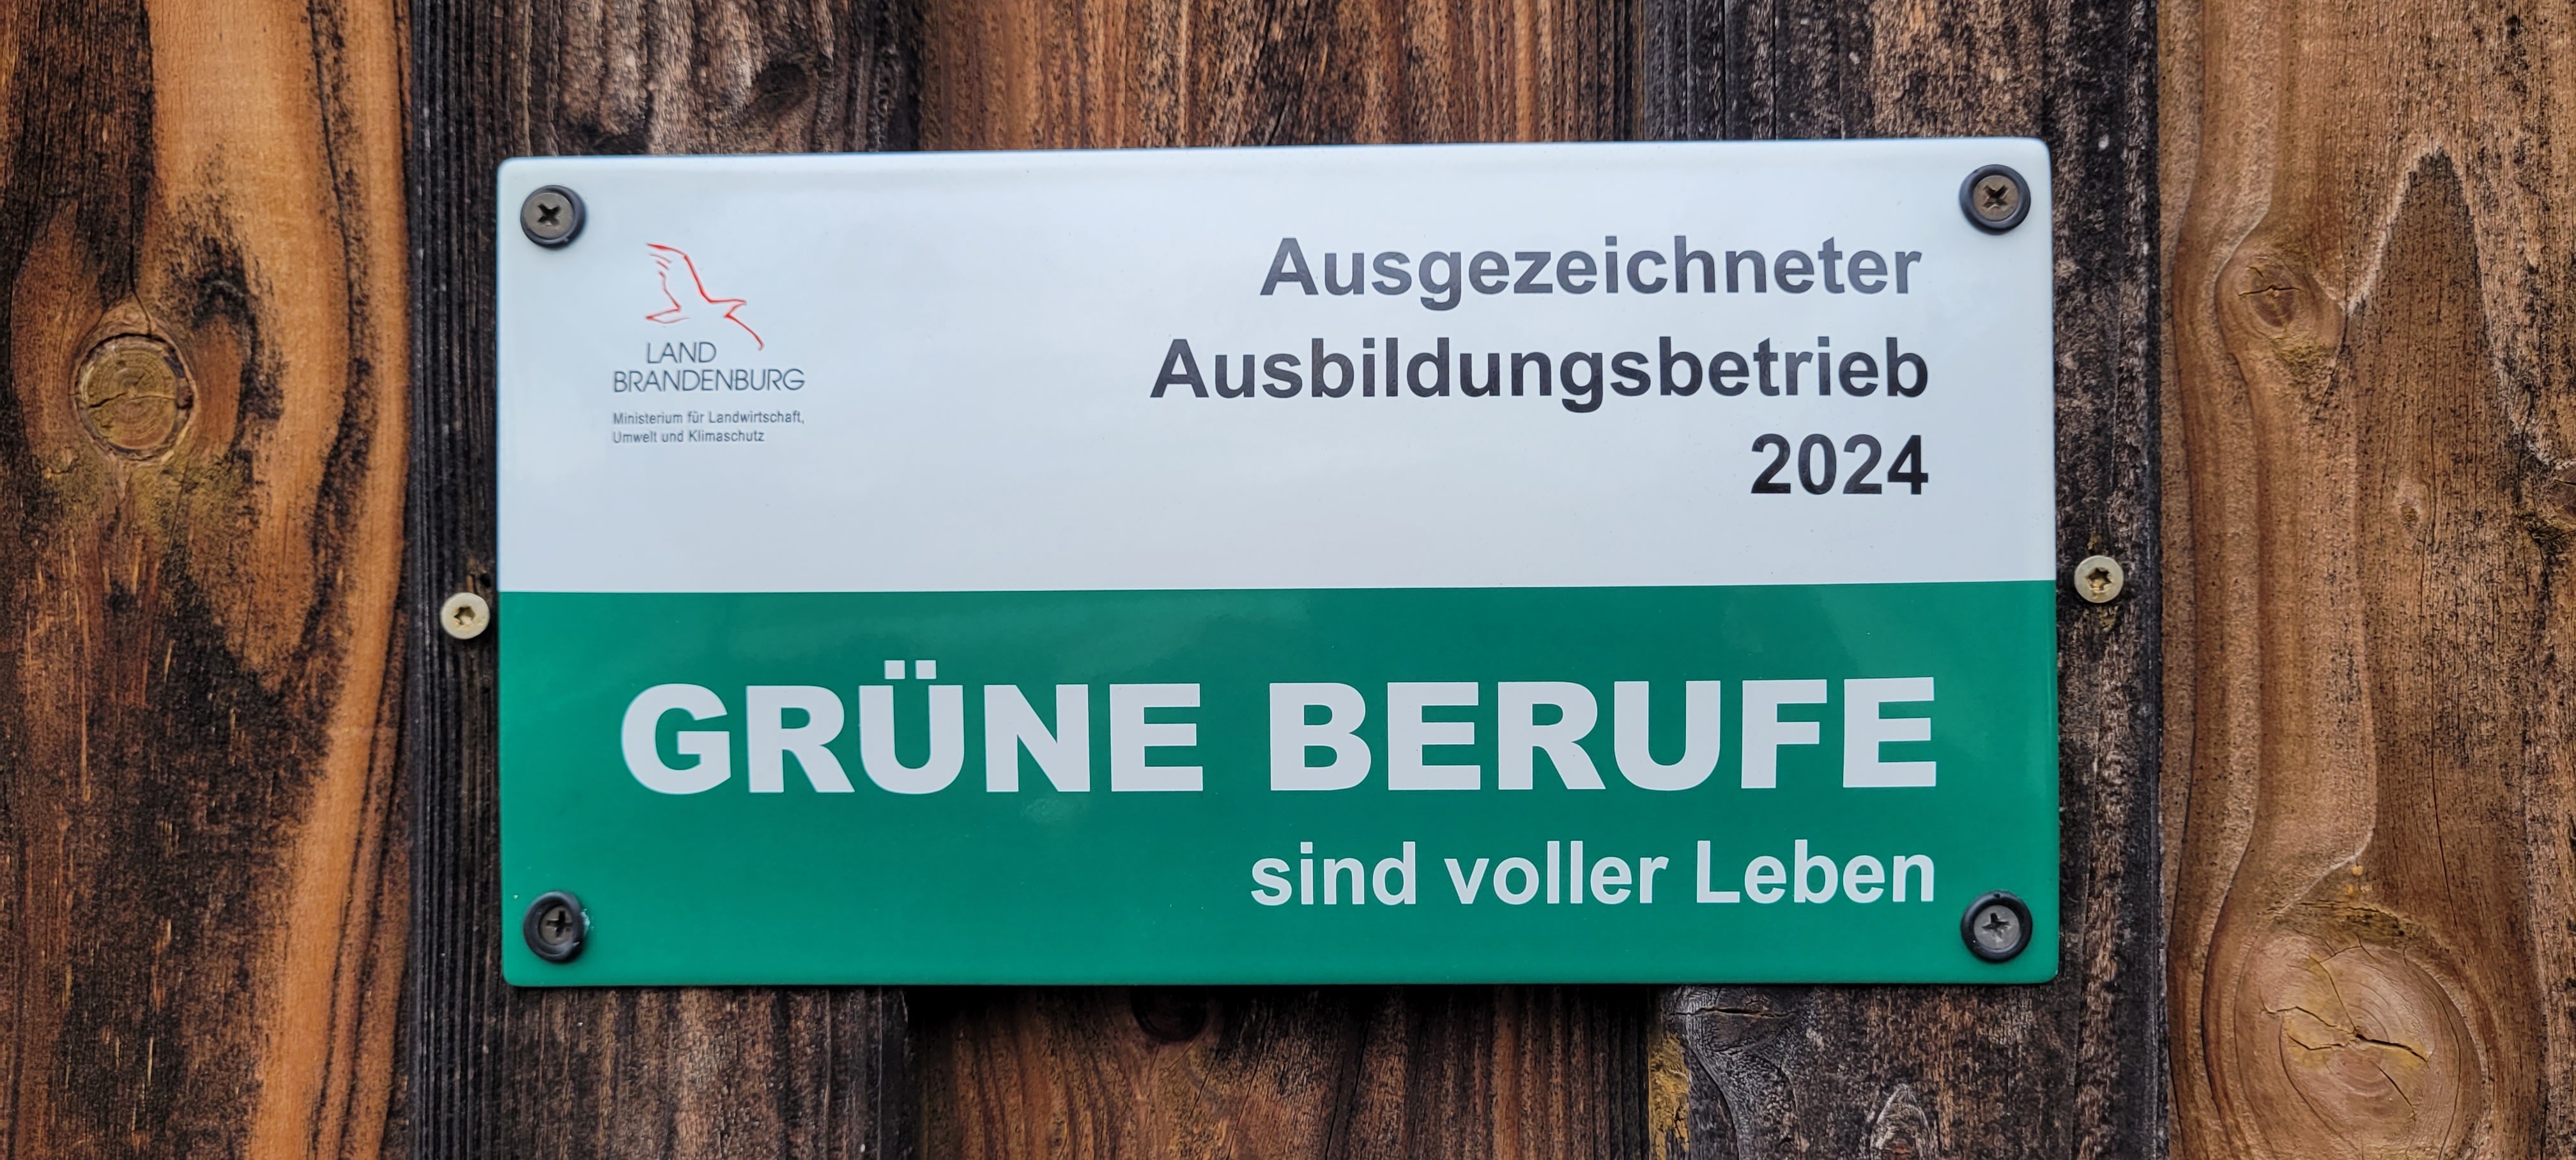 LAND
BRANDENBURG
Ministerium für Landwirtschaft,
Umwelt und Klimaschutz
Ausgezeichneter
Ausbildungsbetrieb
2024
GRÜNE BERUFE
sind voller Leben